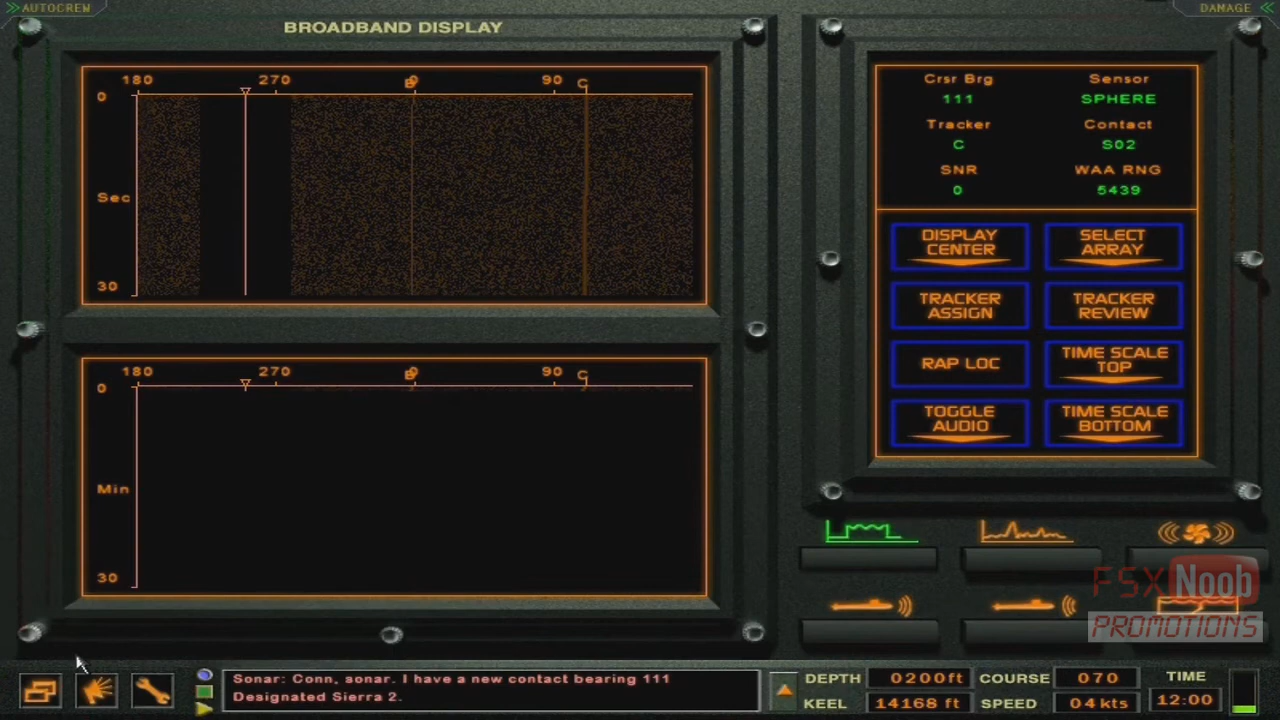 AUTOCREW
DAMAGE
BROADBAND DISPLAY
180 270 B 0 90 C
0
Sec
30
180 270 B 0 90 C
0
Min
30
Crsr Brg Sensor
111 SPHERE
Tracker Contact
C S02
SNR WAA RNG
0 5439
DISPLAY CENTER
SELECT ARRAY
TRACKER ASSIGN
TRACKER REVIEW
RAP LOC
TIME SCALE TOP
TOGGLE AUDIO
TIME SCALE BOTTOM
FSXNoob
PROMOTIONS
Sonar: Conn, sonar. I have a new contact bearing 111
Designated Sierra 2.
DEPTH 0200ft COURSE 070 TIME
KEEL 14168 ft SPEED 04 kts 12:00